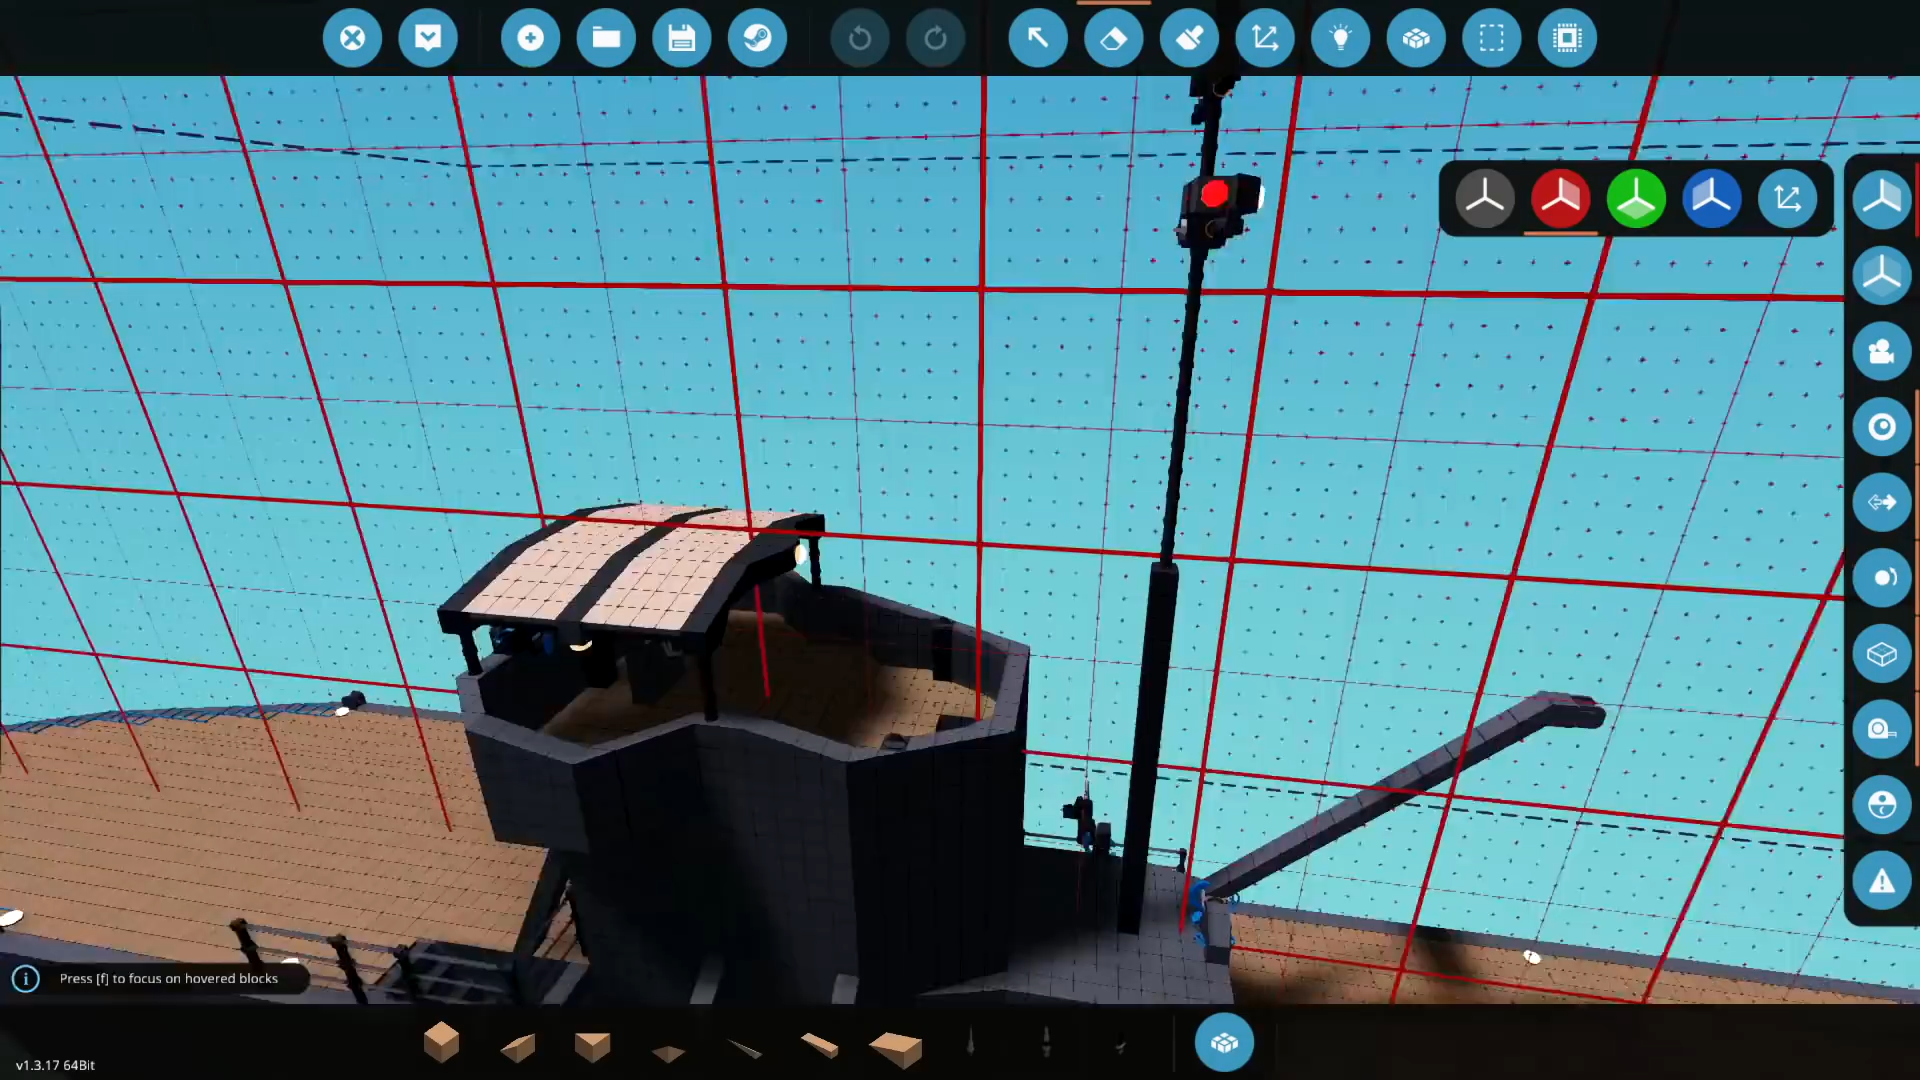 Press [f] to focus on hovered blocks
v1.3.17 64Bit